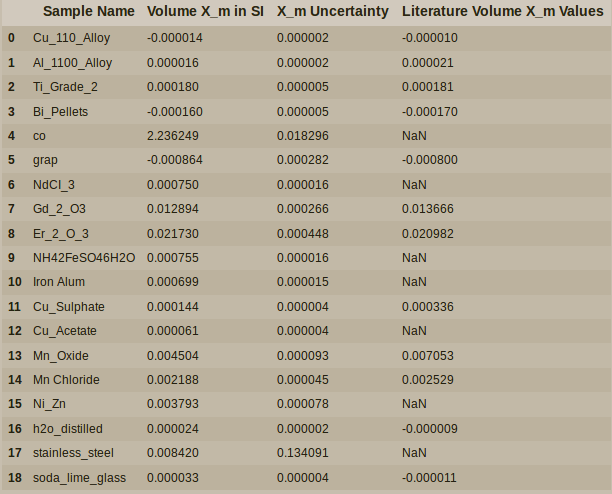 Sample Name Volume X_m in SI X_m Uncertainty Literature Volume X_m Values
0 Cu_110_Alloy -0.000014 0.000002 -0.000010
1 Al_1100_Alloy 0.000016 0.000002 0.000021
2 Ti_Grade_2 0.000180 0.000005 0.000181
3 Bi_Pellets -0.000160 0.000005 -0.000170
4 co 2.236249 0.018296 NaN
5 grap -0.000864 0.000282 -0.000800
6 NdCl_3 0.000750 0.000016 NaN
7 Gd_2_O3 0.012894 0.000266 0.013666
8 Er_2_O_3 0.021730 0.000448 0.020982
9 NH42FeSO46H2O 0.000755 0.000016 NaN
10 Iron Alum 0.000699 0.000015 NaN
11 Cu_Sulphate 0.000144 0.000004 0.000336
12 Cu_Acetate 0.000061 0.000004 NaN
13 Mn_Oxide 0.004504 0.000093 0.007053
14 Mn Chloride 0.002188 0.000045 0.002529
15 Ni_Zn 0.003793 0.000078 NaN
16 h2o_distilled 0.000024 0.000002 -0.000009
17 stainless_steel 0.008420 0.134091 NaN
18 soda_lime_glass 0.000033 0.000004 -0.000011